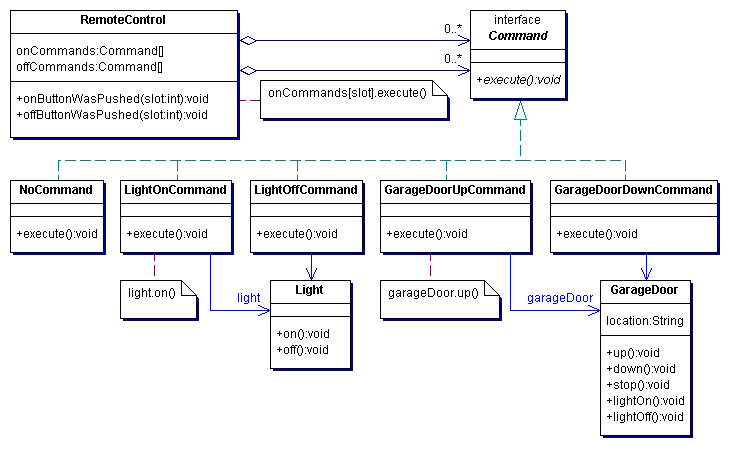 RemoteControl
onCommands:Command[]
offCommands:Command[]
+onButtonWasPushed(slot:int):void
+offButtonWasPushed(slot:int):void
0..*
0..*
interface
Command
+execute():void
onCommands[slot].execute()
NoCommand
+execute():void
LightOnCommand
+execute():void
LightOffCommand
+execute():void
GarageDoorUpCommand
+execute():void
GarageDoorDownCommand
+execute():void
light.on()
light
Light
+on():void
+off():void
garageDoor.up()
garageDoor
GarageDoor
location:String
+up():void
+down():void
+stop():void
+lightOn():void
+lightOff():void